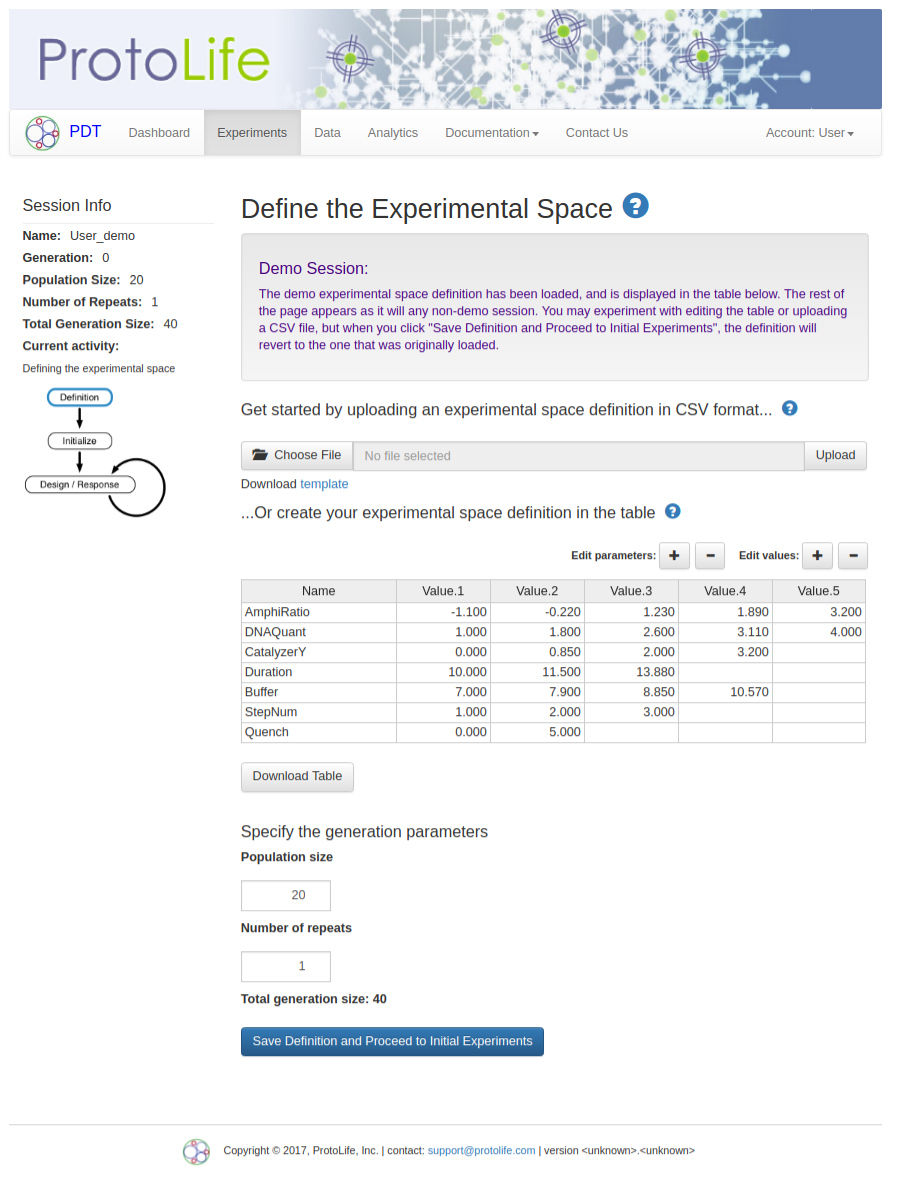 ProtoLife
PDT Dashboard Experiments Data Analytics Documentation Contact Us Account: User
Session Info
Name: User_demo
Generation: 0
Population Size: 20
Number of Repeats: 1
Total Generation Size: 40
Current activity:
Defining the experimental space
Definition
Initialize
Design / Response
Define the Experimental Space ?
Demo Session:
The demo experimental space definition has been loaded, and is displayed in the table below. The rest of
the page appears as it will any non-demo session. You may experiment with editing the table or uploading
a CSV file, but when you click "Save Definition and Proceed to Initial Experiments", the definition will
revert to the one that was originally loaded.
Get started by uploading an experimental space definition in CSV format... ?
Choose File No file selected Upload
Download template
...Or create your experimental space definition in the table ?
Edit parameters: + - Edit values: + -
Name Value.1 Value.2 Value.3 Value.4 Value.5
AmphiRatio -1.100 -0.220 1.230 1.890 3.200
DNAQuant 1.000 1.800 2.600 3.110 4.000
CatalyzerY 0.000 0.850 2.000 3.200
Duration 10.000 11.500 13.880
Buffer 7.000 7.900 8.850 10.570
StepNum 1.000 2.000 3.000
Quench 0.000 5.000
Download Table
Specify the generation parameters
Population size
20
Number of repeats
1
Total generation size: 40
Save Definition and Proceed to Initial Experiments
Copyright © 2017, ProtoLife, Inc. | contact: support@protolife.com | version <unknown>.<unknown>